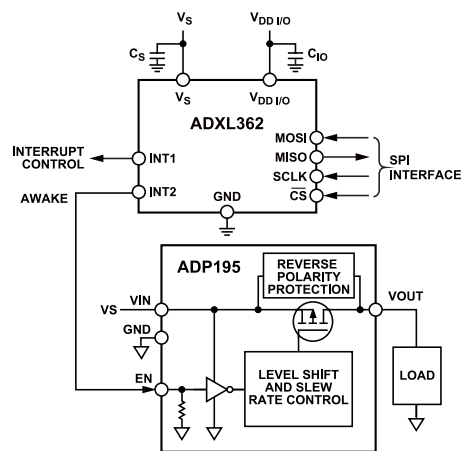 VS
VDD I/O
CS
CIO
VS
VDD I/O
ADXL362
INTERRUPT
CONTROL
INT1
AWAKE
INT2
GND
MOSI
MISO
SCLK
CS
SPI
INTERFACE
ADP195
REVERSE
POLARITY
PROTECTION
VS
VIN
VOUT
GND
EN
LEVEL SHIFT
AND SLEW
RATE CONTROL
LOAD